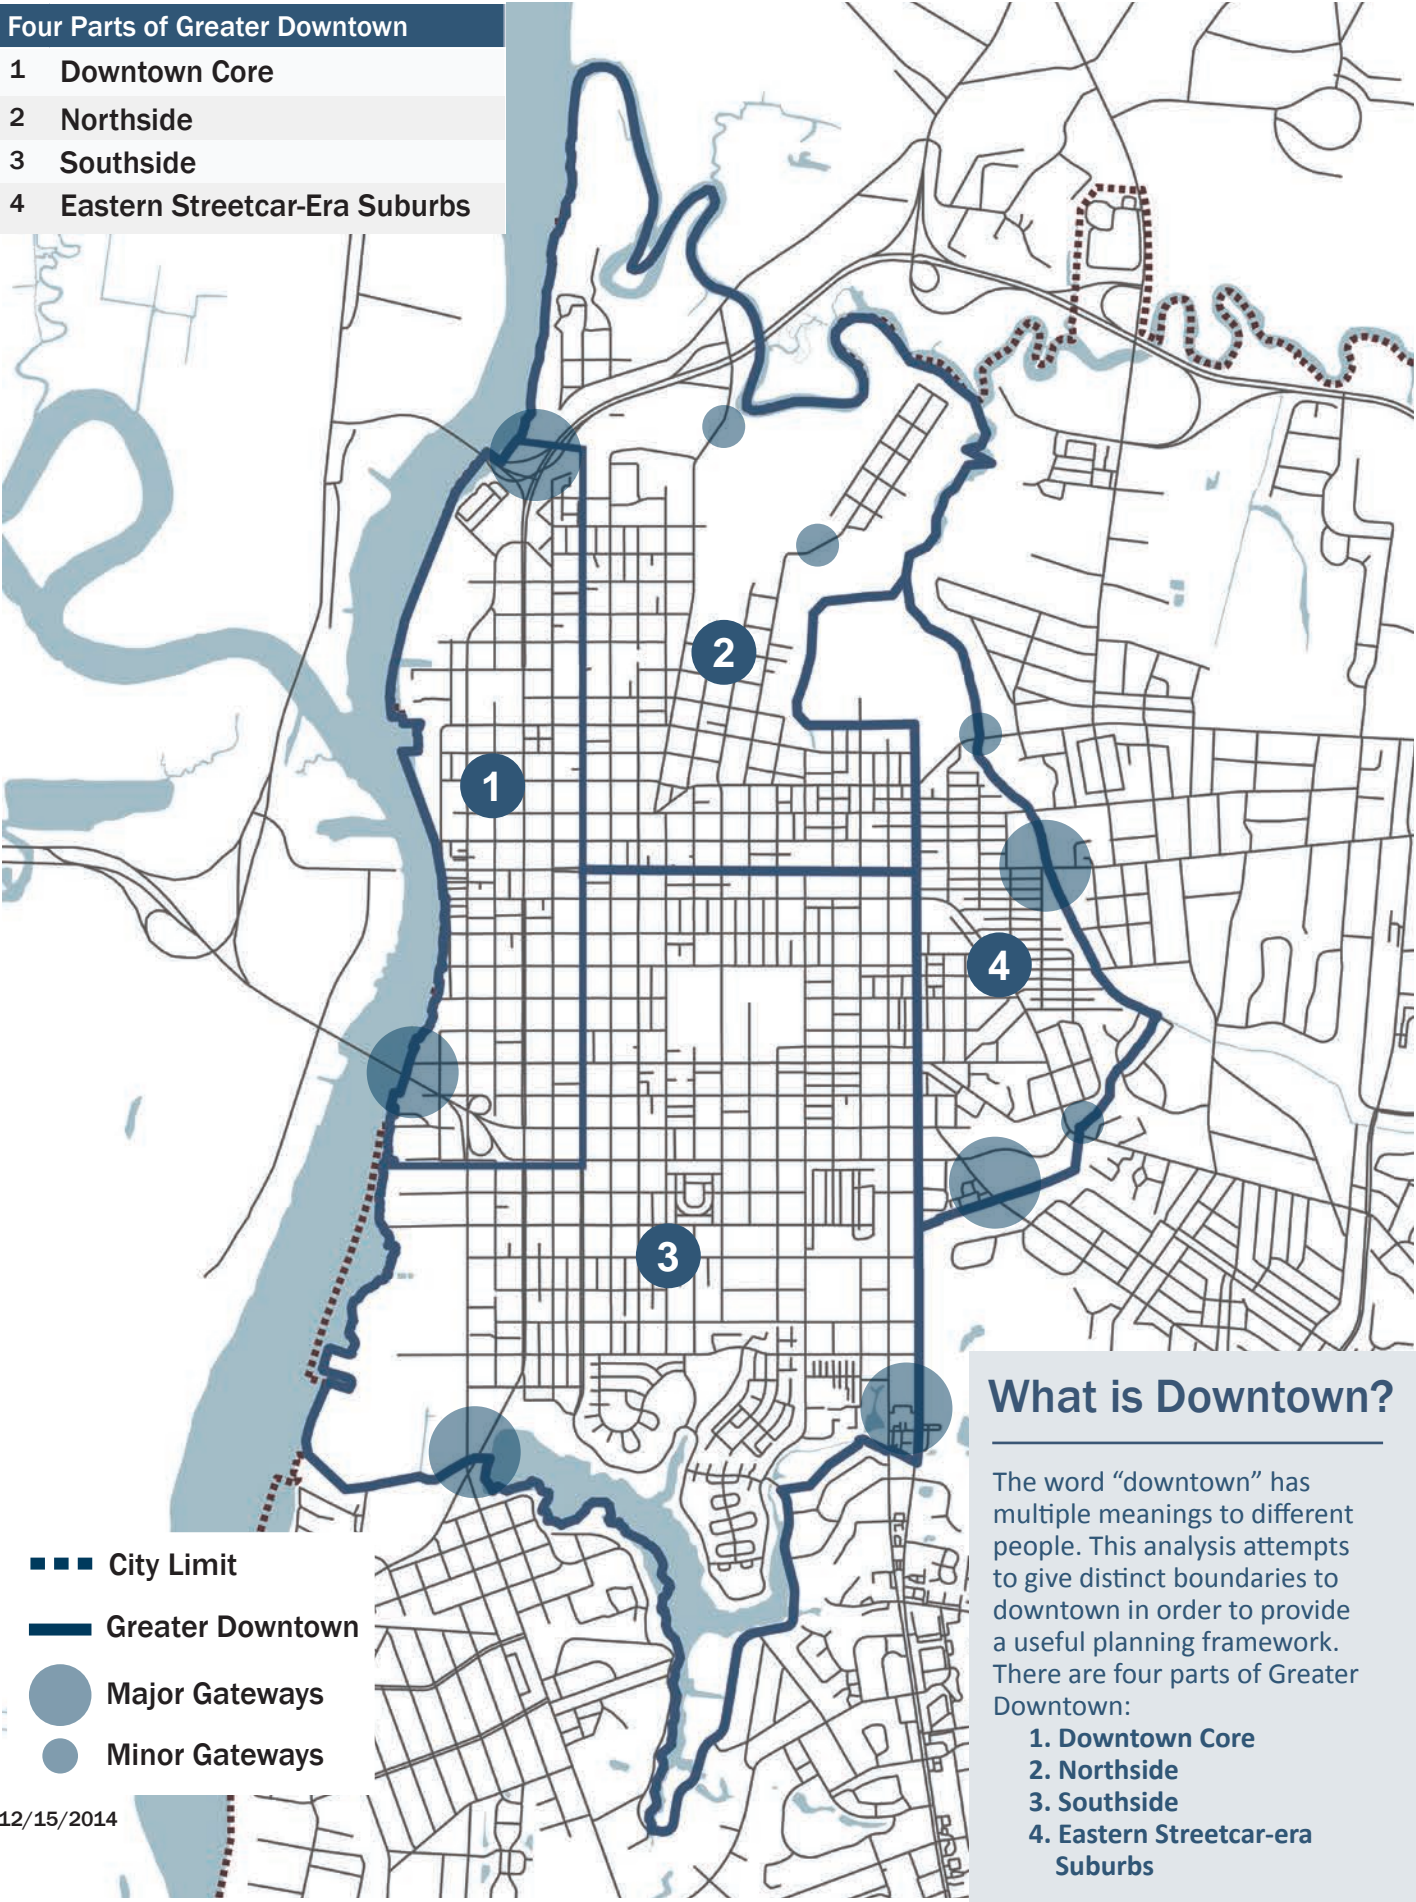 Four Parts of Greater Downtown
1 Downtown Core
2 Northside
3 Southside
4 Eastern Streetcar-Era Suburbs
2
1
4
3
What is Downtown?
The word “downtown” has
multiple meanings to different
people. This analysis attempts
to give distinct boundaries to
downtown in order to provide
a useful planning framework.
There are four parts of Greater
Downtown:
1. Downtown Core
2. Northside
3. Southside
4. Eastern Streetcar-era
Suburbs
City Limit
Greater Downtown
Major Gateways
Minor Gateways
12/15/2014